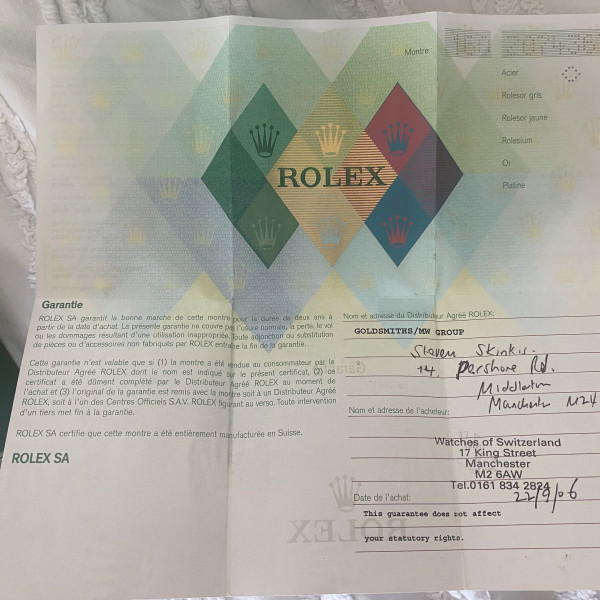 Montre
Acier
Rolesor gris
Rolesor jaune
Rolesium
Or
Platine
ROLEX
Garantie
ROLEX SA garantit la bonne marche de cette montre pour la durée de deux ans à
partir de la date d'achat. La présente garantie ne couvre pas l'usure normale, la perte, le vol
ou les dommages résultant d'une utilisation inappropriée. Toute adjonction ou substitution
de pièces ou d'accessoires non fabriqués par ROLEX entraîne la fin de la garantie.
Cette garantie n'est valable que si (1) la montre a été vendue au consommateur par le
Distributeur Agréé ROLEX dont le nom est indiqué sur le présent certificat, (2) ce
certificat a été dûment complété par le Distributeur Agréé ROLEX au moment de
l'achat et (3) l'original de la garantie est remis avec la montre soit à un Distributeur Agréé
ROLEX, soit à l'un des Centres Officiels S.A.V. ROLEX figurant au verso. Toute intervention
d'un tiers met fin à la garantie.
ROLEX SA certifie que cette montre a été entièrement manufacturée en Suisse.
ROLEX SA
Nom et adresse du Distributeur Agréé ROLEX:
GOLDSMITHS/MW GROUP
Steven Skinkis.
14, Pershore Rd.
Middleton
Manchester M24
Nom et adresse de l'acheteur:
Watches of Switzerland
17 King Street
Manchester
M2 6AW
Tel.0161 834 2824
Date de l'achat: 22/9/06
This guarantee does not affect
your statutory rights.
ROLEX